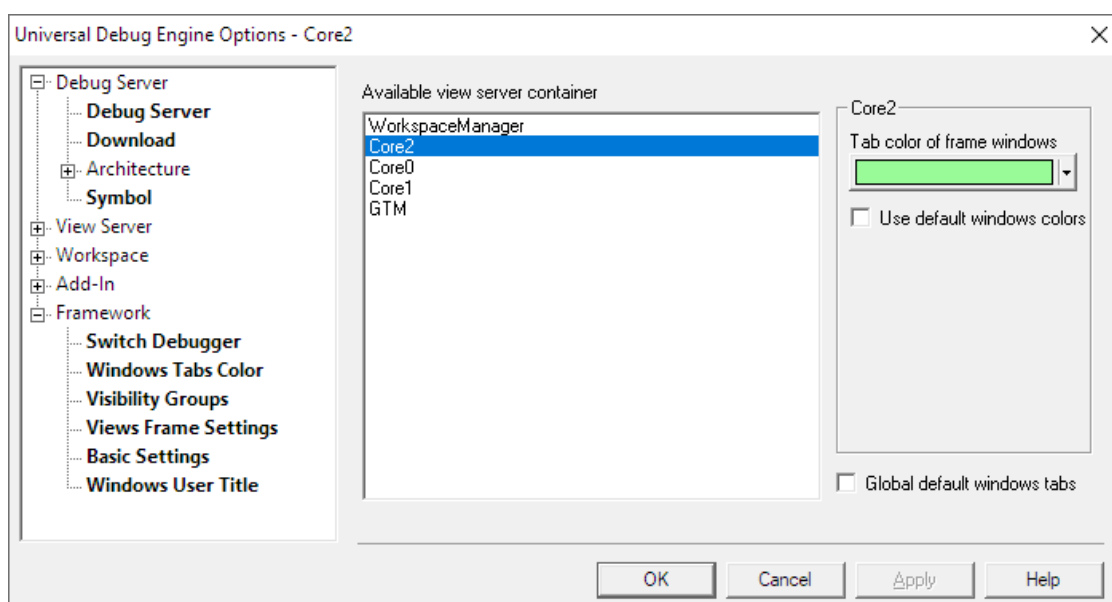 Universal Debug Engine Options - Core2
Debug Server
Debug Server
Download
Architecture
Symbol
View Server
Workspace
Add-In
Framework
Switch Debugger
Windows Tabs Color
Visibility Groups
Views Frame Settings
Basic Settings
Windows User Title
Available view server container
WorkspaceManager
Core2
Core0
Core1
GTM
Core2
Tab color of frame windows
Use default windows colors
Global default windows tabs
OK
Cancel
Apply
Help